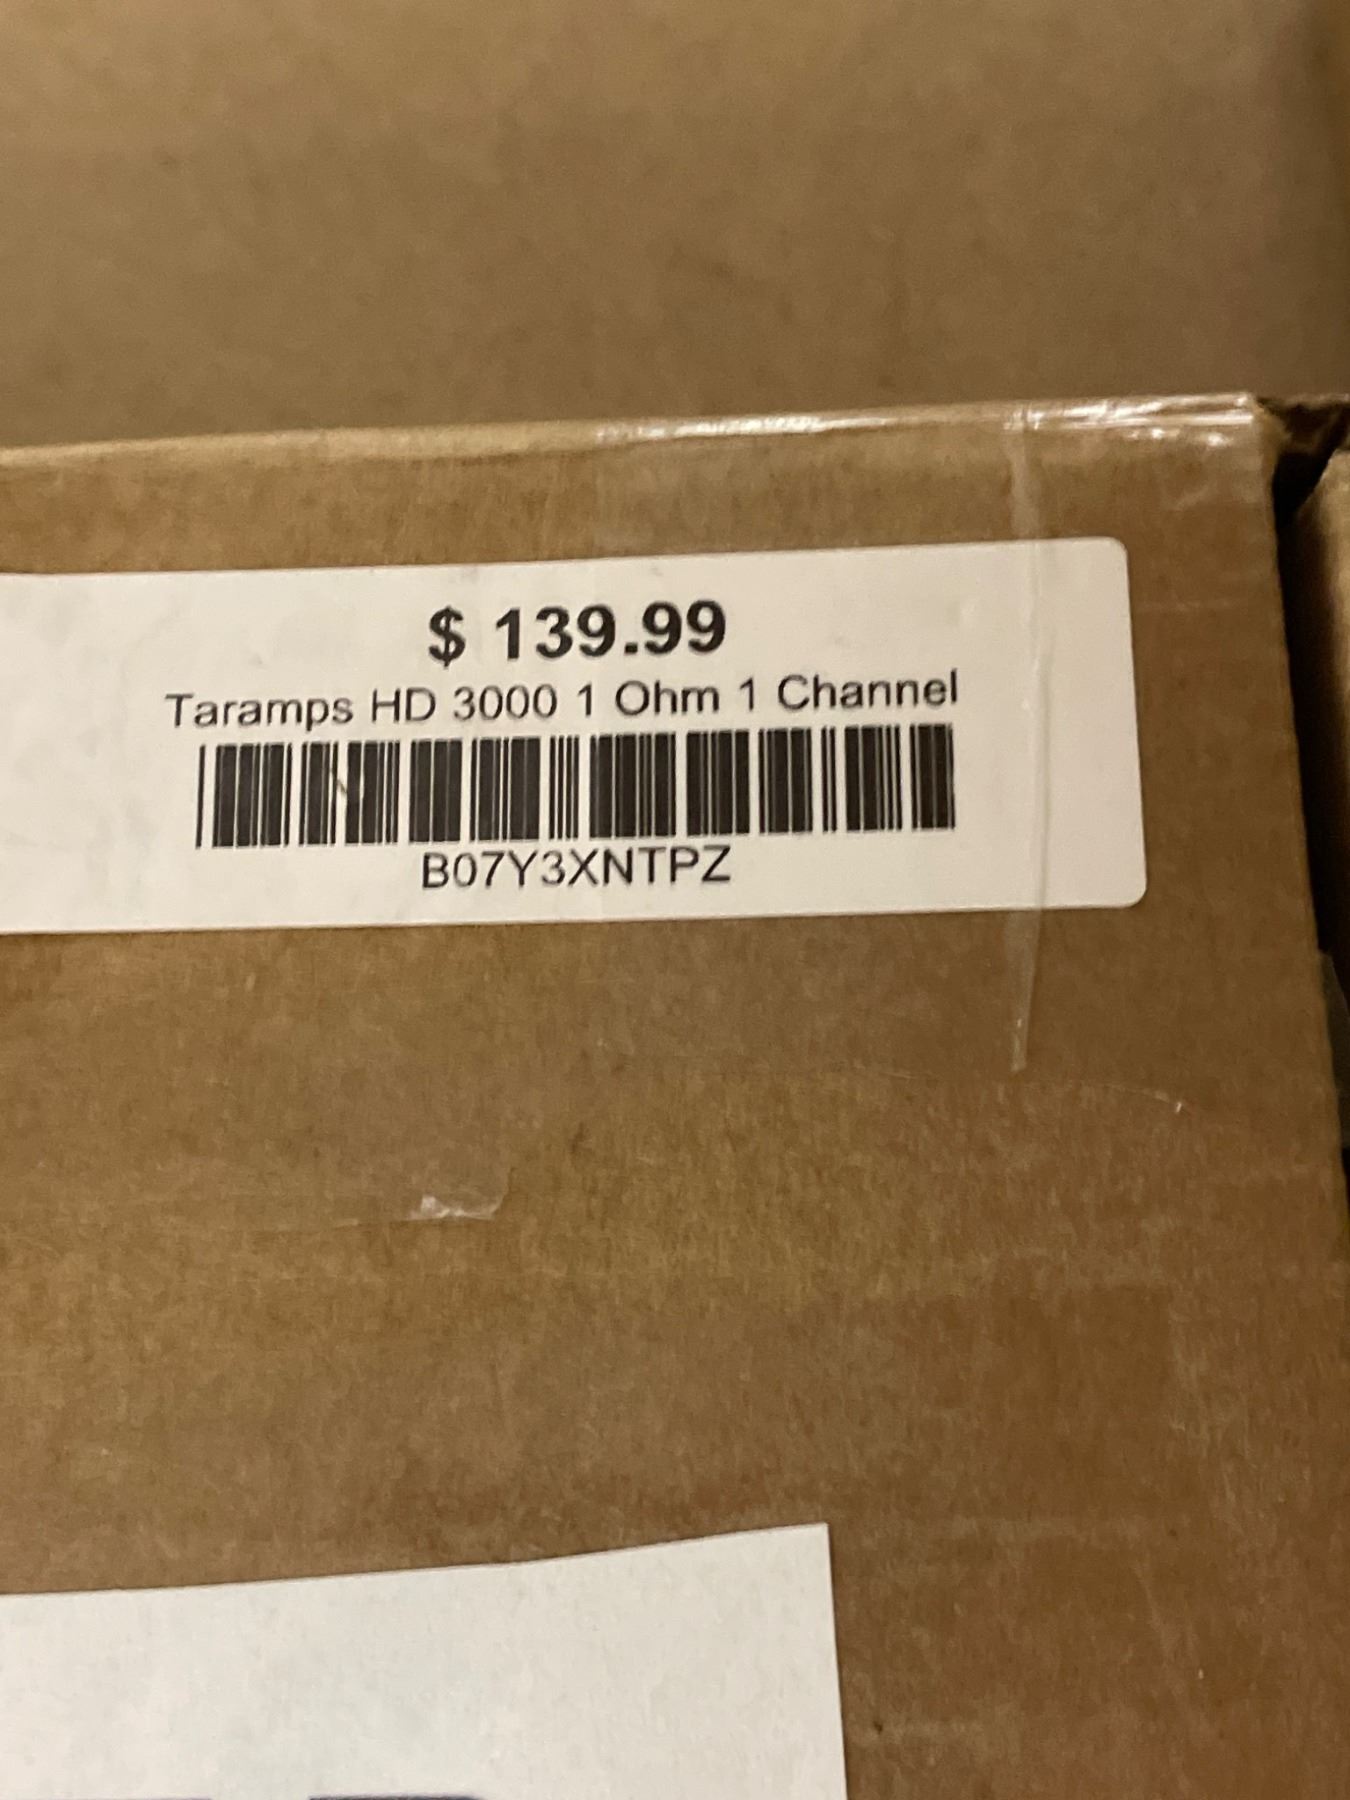 $ 139.99
Taramps HD 3000 1 Ohm 1 Channel
B07Y3XNTPZ